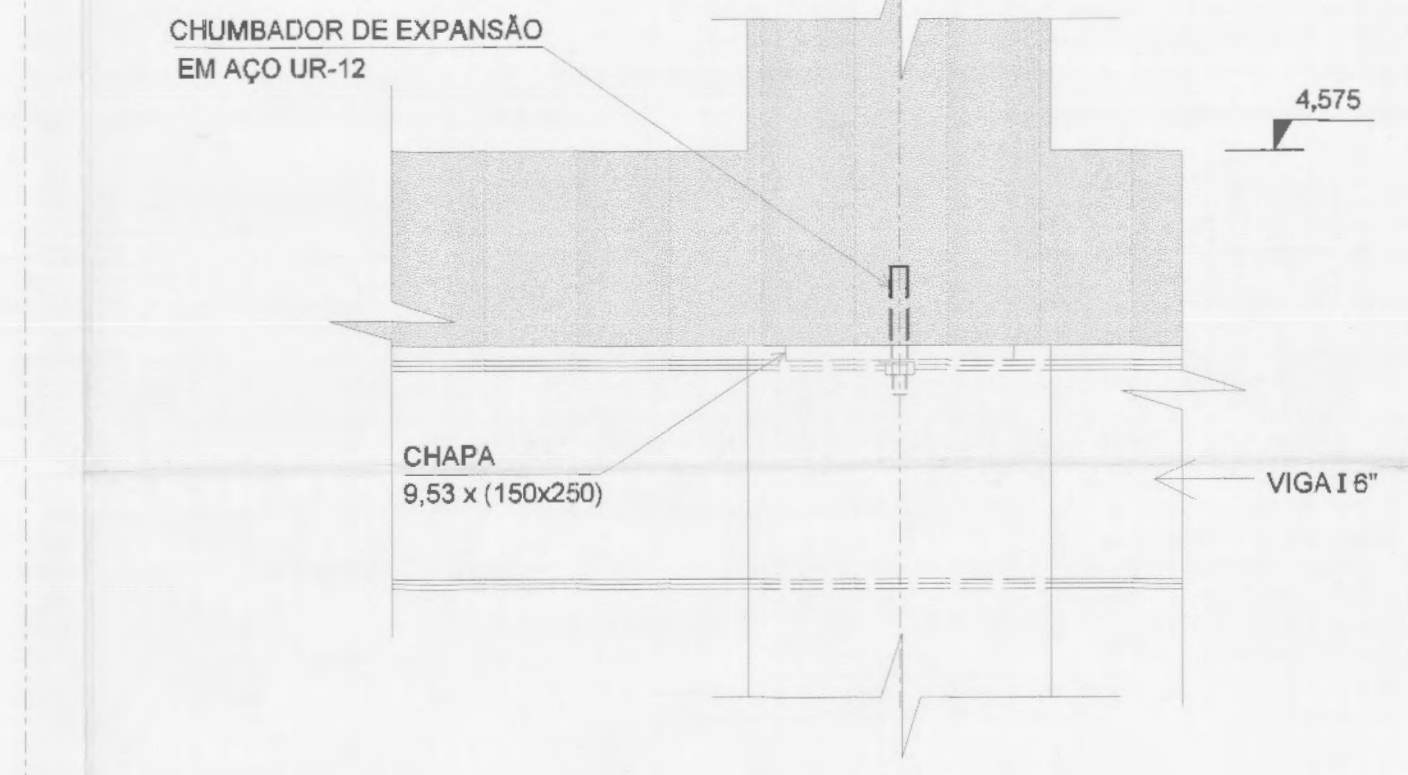 CHUMBADOR DE EXPANSÃO
EM AÇO UR-12
4,575
CHAPA
9,53 x (150x250)
VIGA I 6"